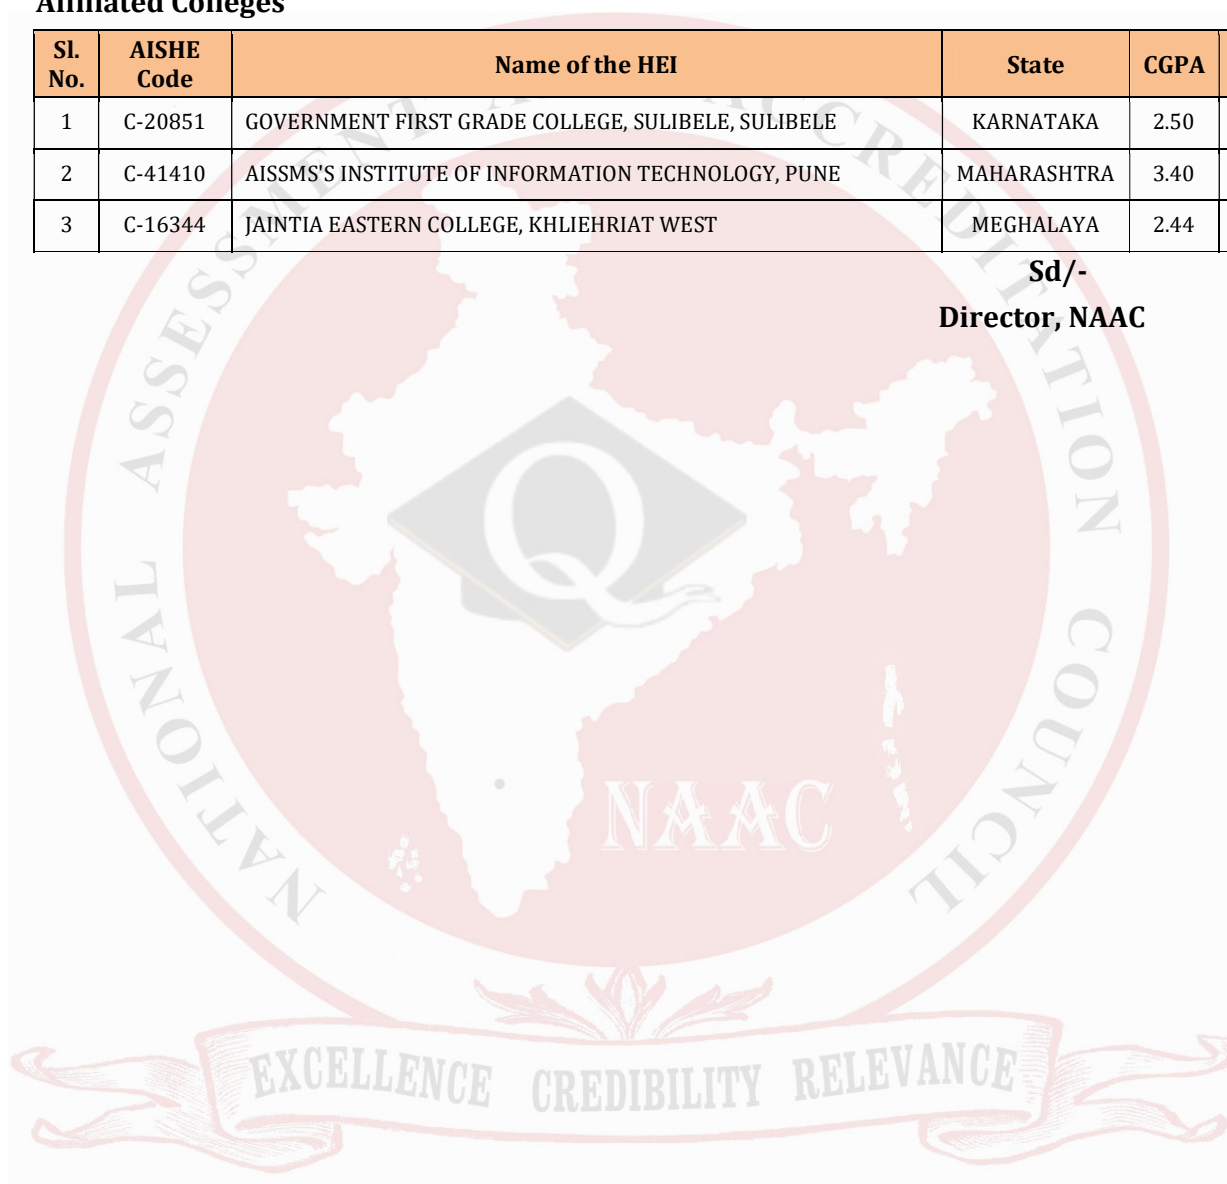 Affiliated Colleges
Sl. No. AISHE Code Name of the HEI State CGPA
1 C-20851 GOVERNMENT FIRST GRADE COLLEGE, SULIBELE, SULIBELE KARNATAKA 2.50
2 C-41410 AISSMS'S INSTITUTE OF INFORMATION TECHNOLOGY, PUNE MAHARASHTRA 3.40
3 C-16344 JAINTIA EASTERN COLLEGE, KHLIEHRIAT WEST MEGHALAYA 2.44
Sd/-
Director, NAAC
NATIONAL ASSESSMENT AND ACCREDITATION COUNCIL
Q
NAAC
EXCELLENCE CREDIBILITY RELEVANCE